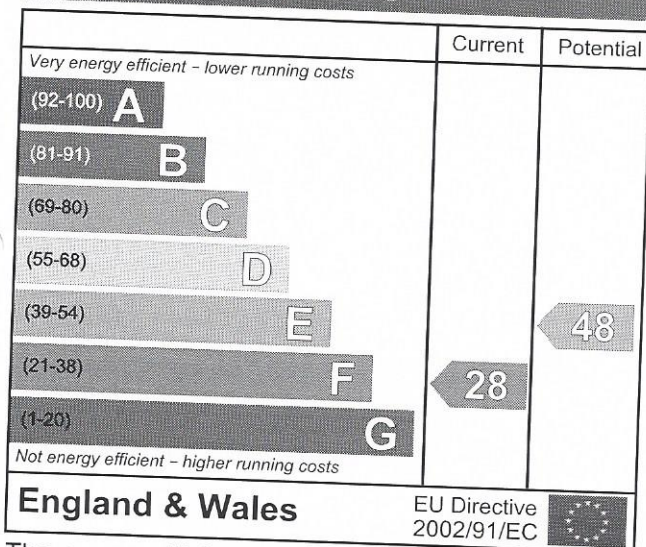 Current Potential
Very energy efficient – lower running costs
(92-100) A
(81-91) B
(69-80) C
(55-68) D
(39-54) E
48
(21-38) F
28
(1-20) G
Not energy efficient – higher running costs
England & Wales
EU Directive
2002/91/EC